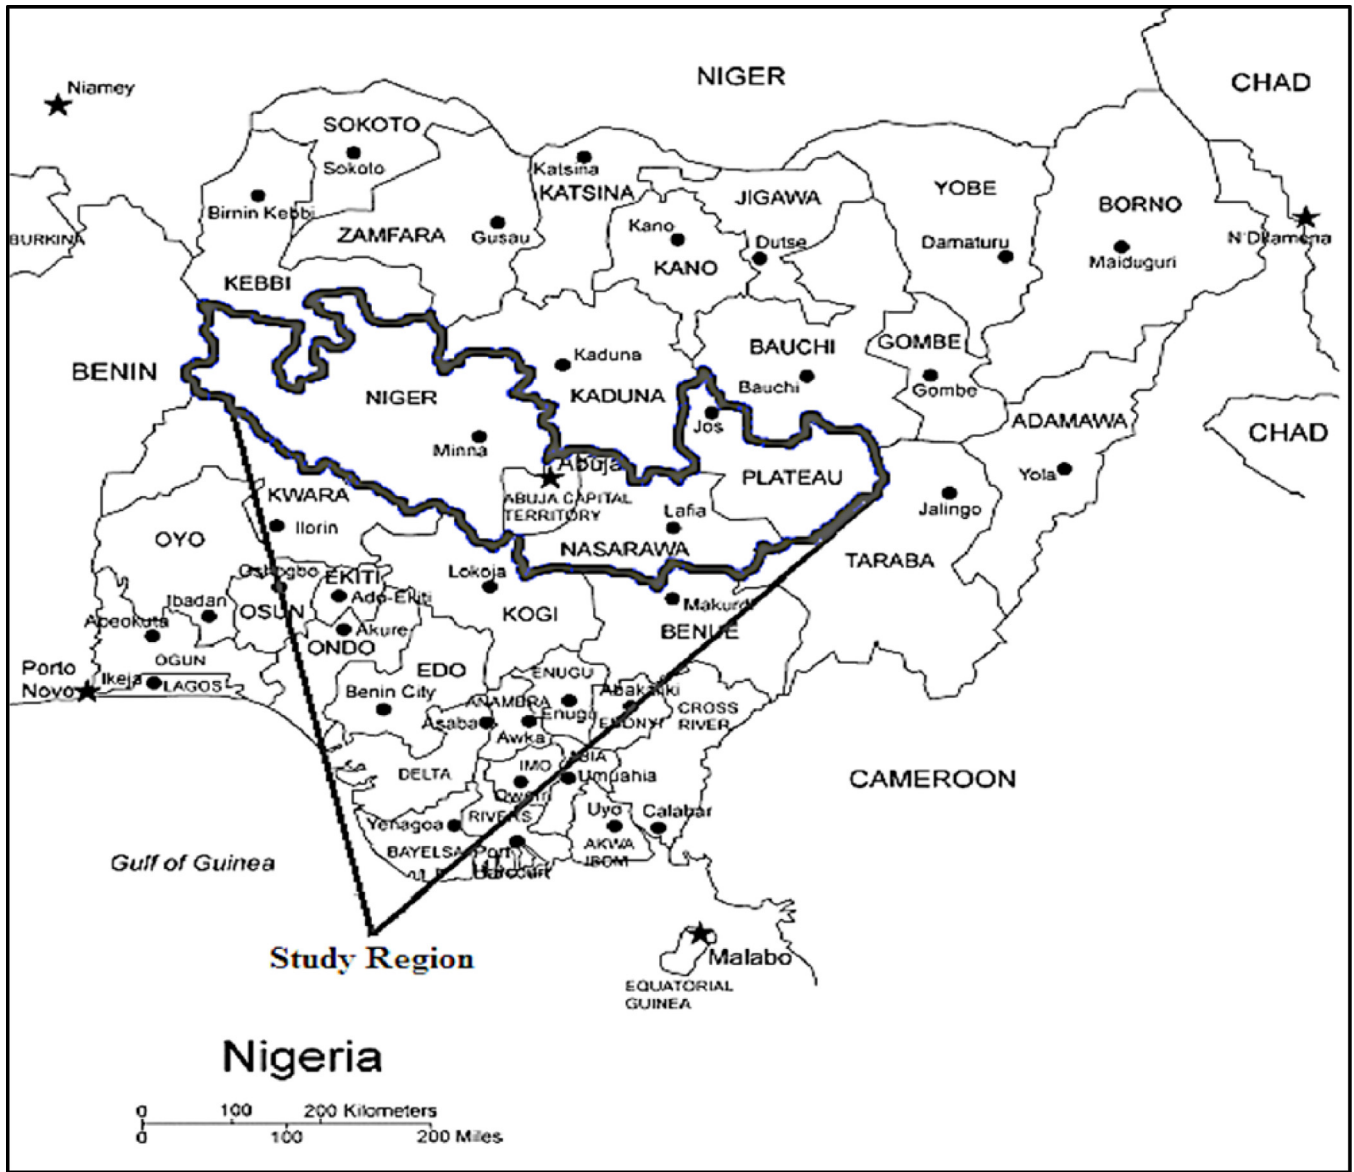 NIGER
CHAD
Niamey
SOKOTO
Sokoto
Katsina
KATSINA
JIGAWA
YOBE
BORNO
Birnin Kebbi
ZAMFARA
Gusau
Kano
KANO
Dutse
Damaturu
Maiduguri
N'Djamena
BURKINA
KEBBI
BENIN
NIGER
Kaduna
KADUNA
BAUCHI
Bauchi
GOMBE
Gombe
ADAMAWA
CHAD
Minna
Jos
Abuja
PLATEAU
Yola
KWARA
Ilorin
ABUJA CAPITAL
TERRITORY
Lafia
NASARAWA
Jalingo
TARABA
OYO
Oshogbo
EKITI
Ado-Ekiti
Lokoja
KOGI
Makurdi
BENUE
Ibadan
OSUN
Abeokuta
Akure
ONDO
OGUN
Porto
Novo
Ikeja
LAGOS
EDO
Benin City
ENUGU
Enugu
Abakaliki
EBONYI
CROSS
RIVER
ANAMBRA
Asaba
Awka
DELTA
IMO
Owerri
ABIA
Umuahia
CAMEROON
Yenagoa
RIVERS
Uyo
Calabar
BAYELSA
Port
Harcourt
AKWA
IBOM
Gulf of Guinea
Study Region
Malabo
EQUATORIAL
GUINEA
Nigeria
0 100 200 Kilometers
0 100 200 Miles